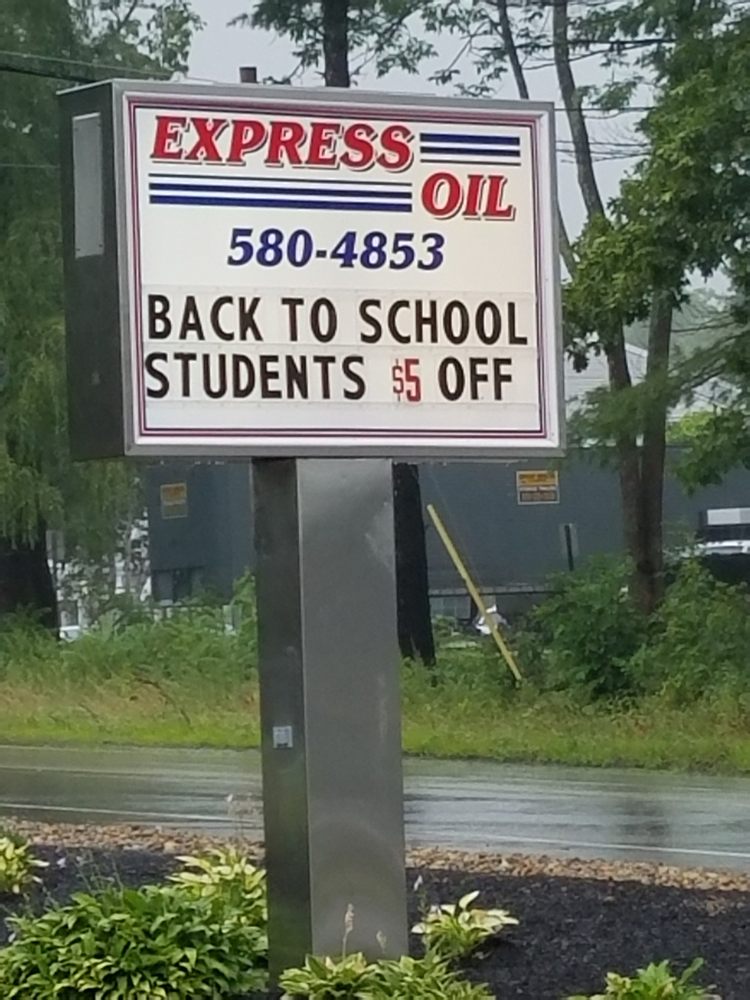 EXPRESS
OIL
580-4853
BACK TO SCHOOL
STUDENTS $5 OFF